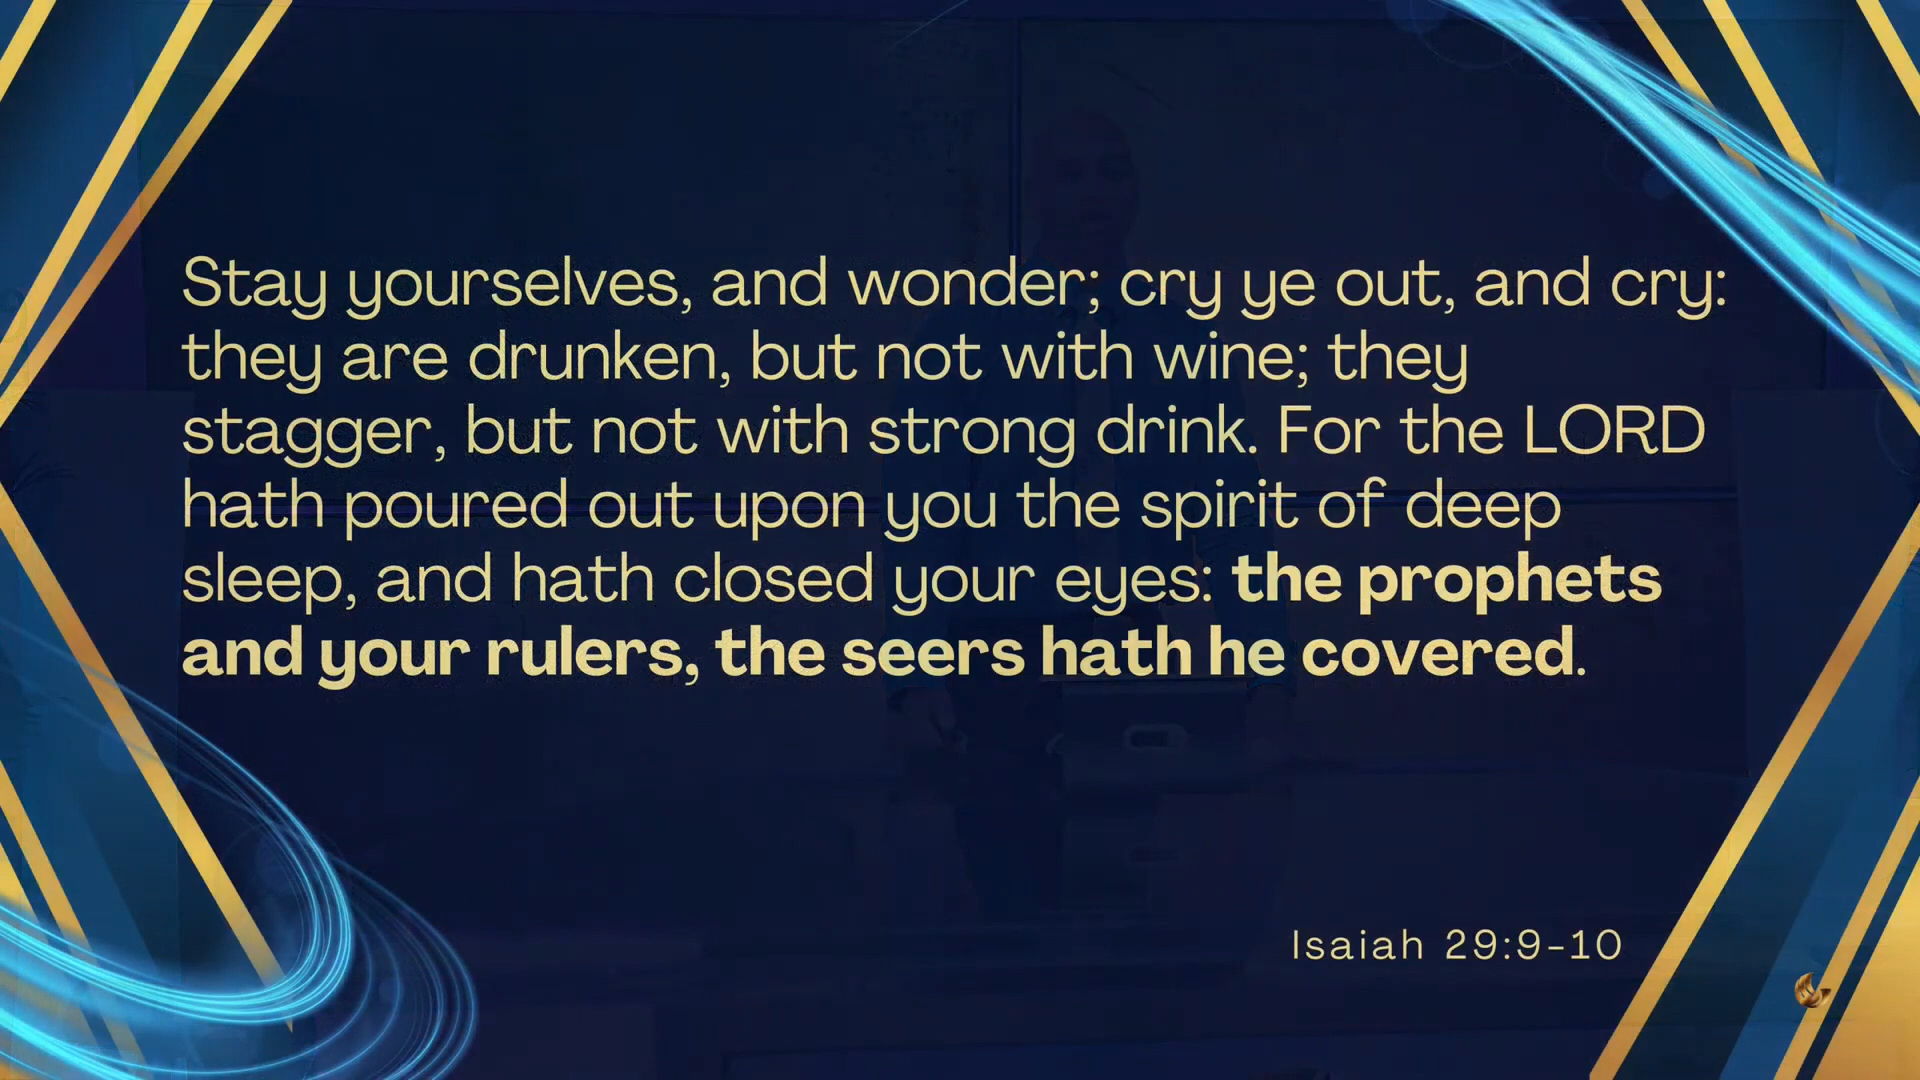 Stay yourselves, and wonder; cry ye out, and cry:
they are drunken, but not with wine; they
stagger, but not with strong drink. For the LORD
hath poured out upon you the spirit of deep
sleep, and hath closed your eyes: the prophets
and your rulers, the seers hath he covered.
Isaiah 29:9-10